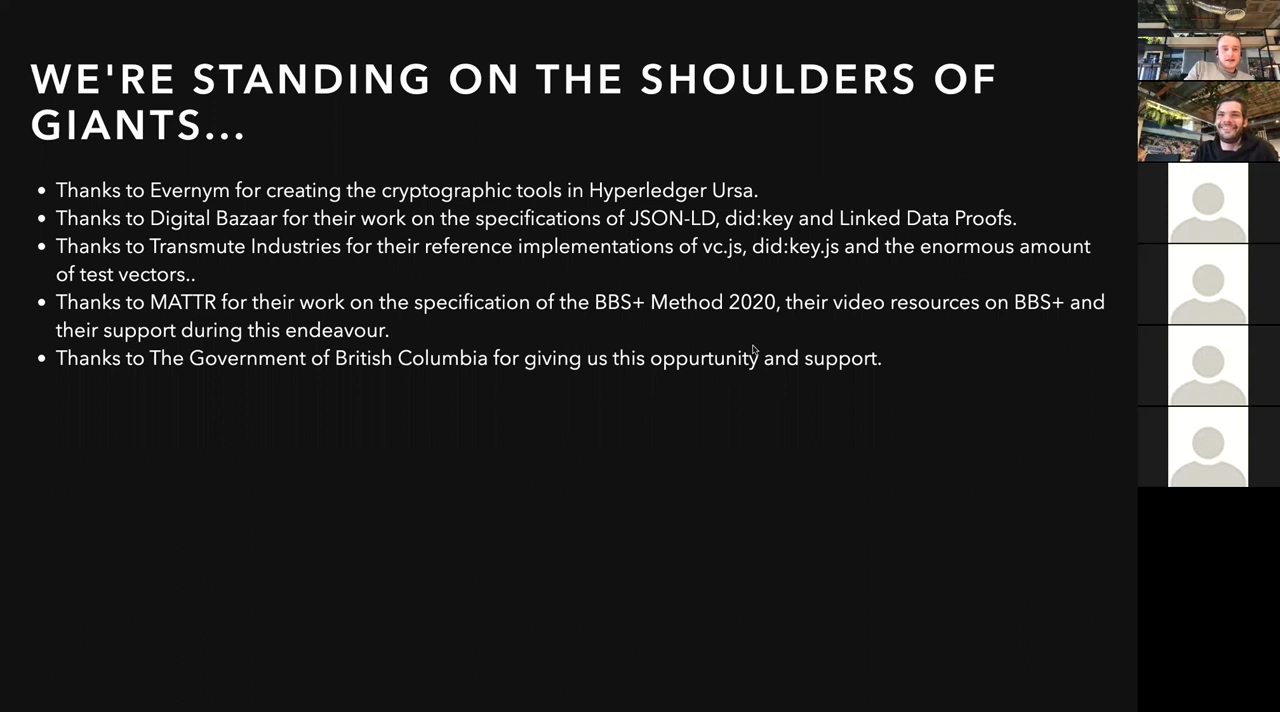 WE'RE STANDING ON THE SHOULDERS OF
GIANTS...
• Thanks to Evernym for creating the cryptographic tools in Hyperledger Ursa.
• Thanks to Digital Bazaar for their work on the specifications of JSON-LD, did:key and Linked Data Proofs.
• Thanks to Transmute Industries for their reference implementations of vc.js, did:key.js and the enormous amount
of test vectors..
• Thanks to MATTR for their work on the specification of the BBS+ Method 2020, their video resources on BBS+ and
their support during this endeavour.
• Thanks to The Government of British Columbia for giving us this oppurtunity and support.